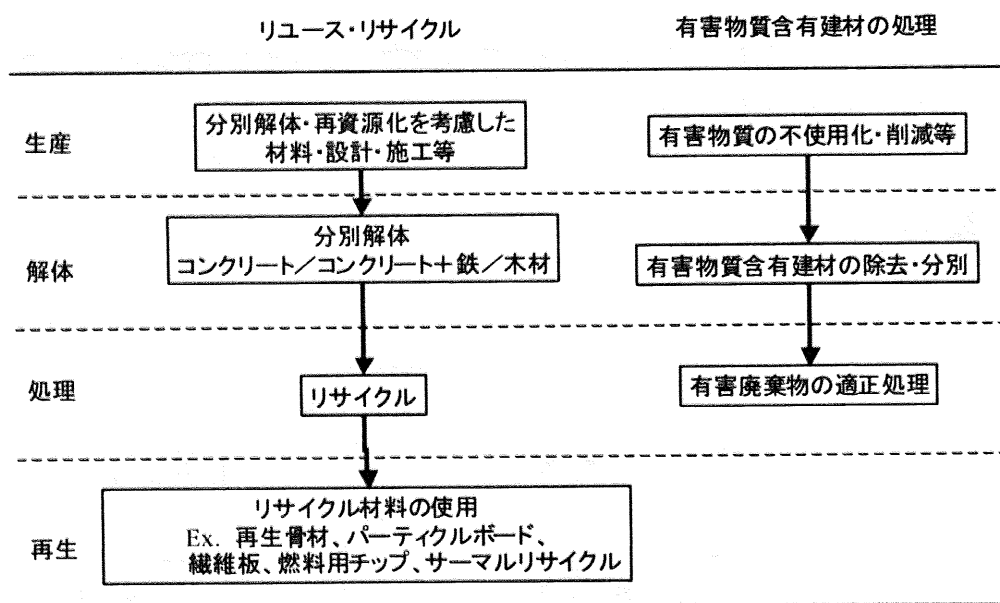 リユース・リサイクル
有害物質含有建材の処理
生産
分別解体・再資源化を考慮した
材料・設計・施工等
有害物質の不使用化・削減等
解体
分別解体
コンクリート／コンクリート＋鉄／木材
有害物質含有建材の除去・分別
処理
リサイクル
有害廃棄物の適正処理
再生
リサイクル材料の使用
Ex. 再生骨材、パーティクルボード、
繊維板、燃料用チップ、サーマルリサイクル